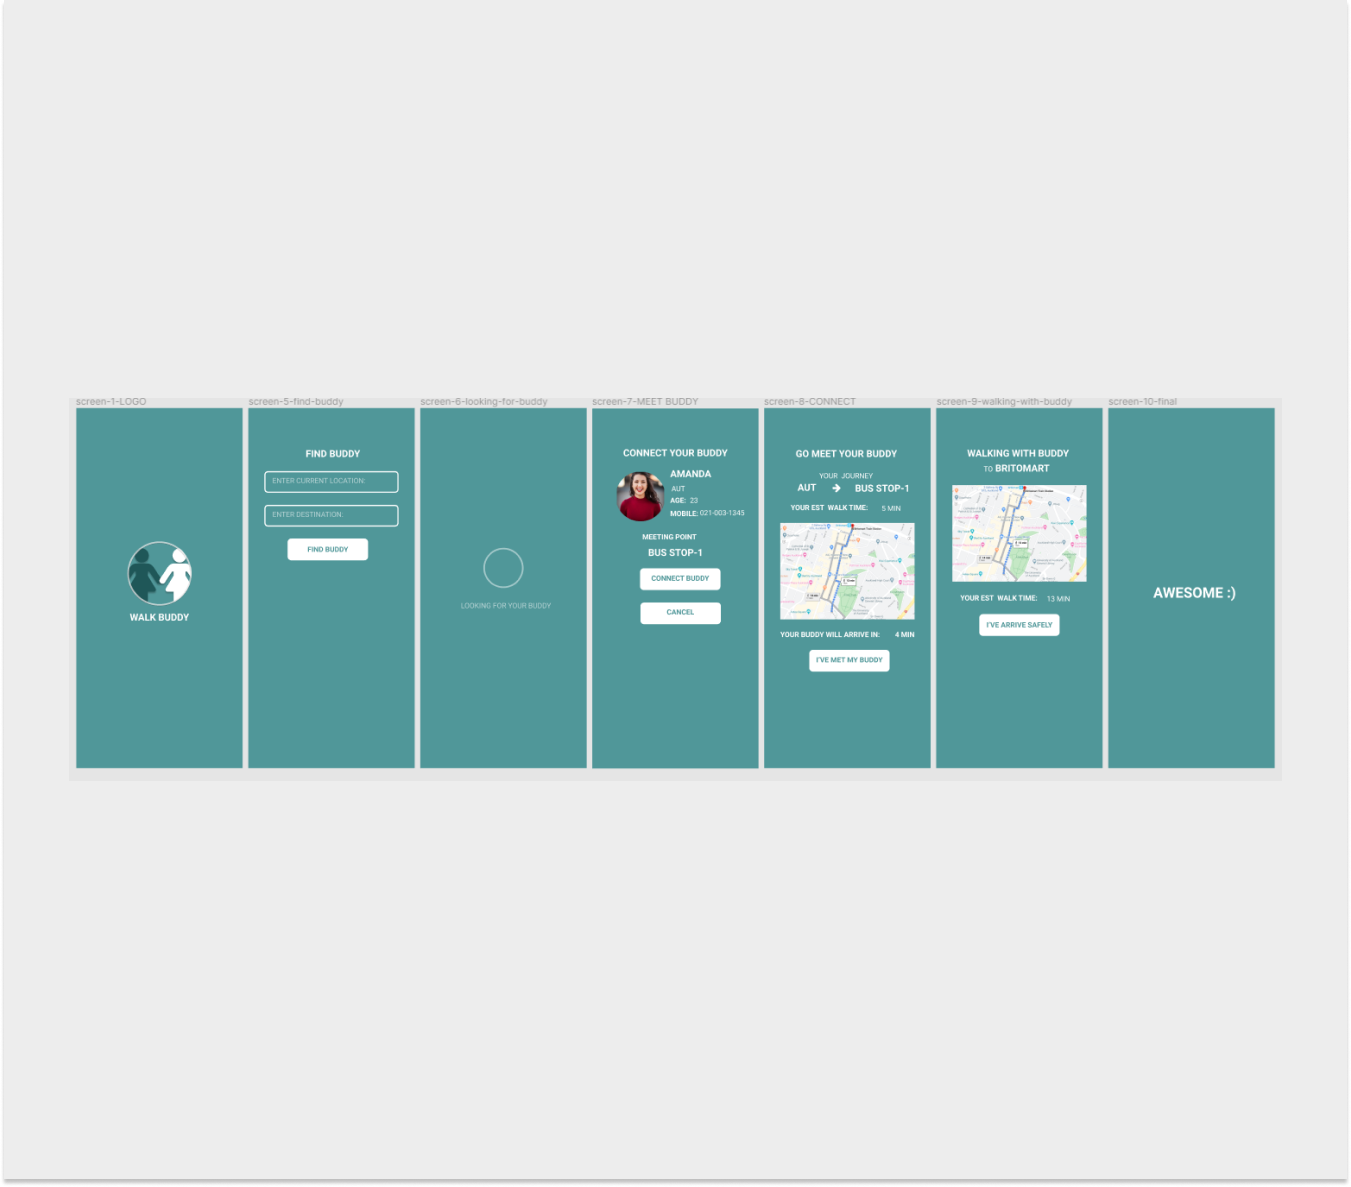 screen-1-LOGO
WALK BUDDY
screen-5-find-buddy
FIND BUDDY
ENTER CURRENT LOCATION:
ENTER DESTINATION:
FIND BUDDY
screen-6-looking-for-buddy
LOOKING FOR YOUR BUDDY
screen-7-MEET BUDDY
CONNECT YOUR BUDDY
AMANDA
AUT
AGE: 23
MOBILE: 021-003-1245
MEETING POINT
BUS STOP-1
CONNECT BUDDY
CANCEL
screen-8-CONNECT
GO MEET YOUR BUDDY
YOUR JOURNEY
AUT → BUS STOP-1
YOUR EST WALK TIME: 5 MIN
YOUR BUDDY WILL ARRIVE IN: 4 MIN
I'VE MET MY BUDDY
screen-9-walking-with-buddy
WALKING WITH BUDDY
TO BRITOMART
YOUR EST WALK TIME: 13 MIN
I'VE ARRIVE SAFELY
screen-10-final
AWESOME :)